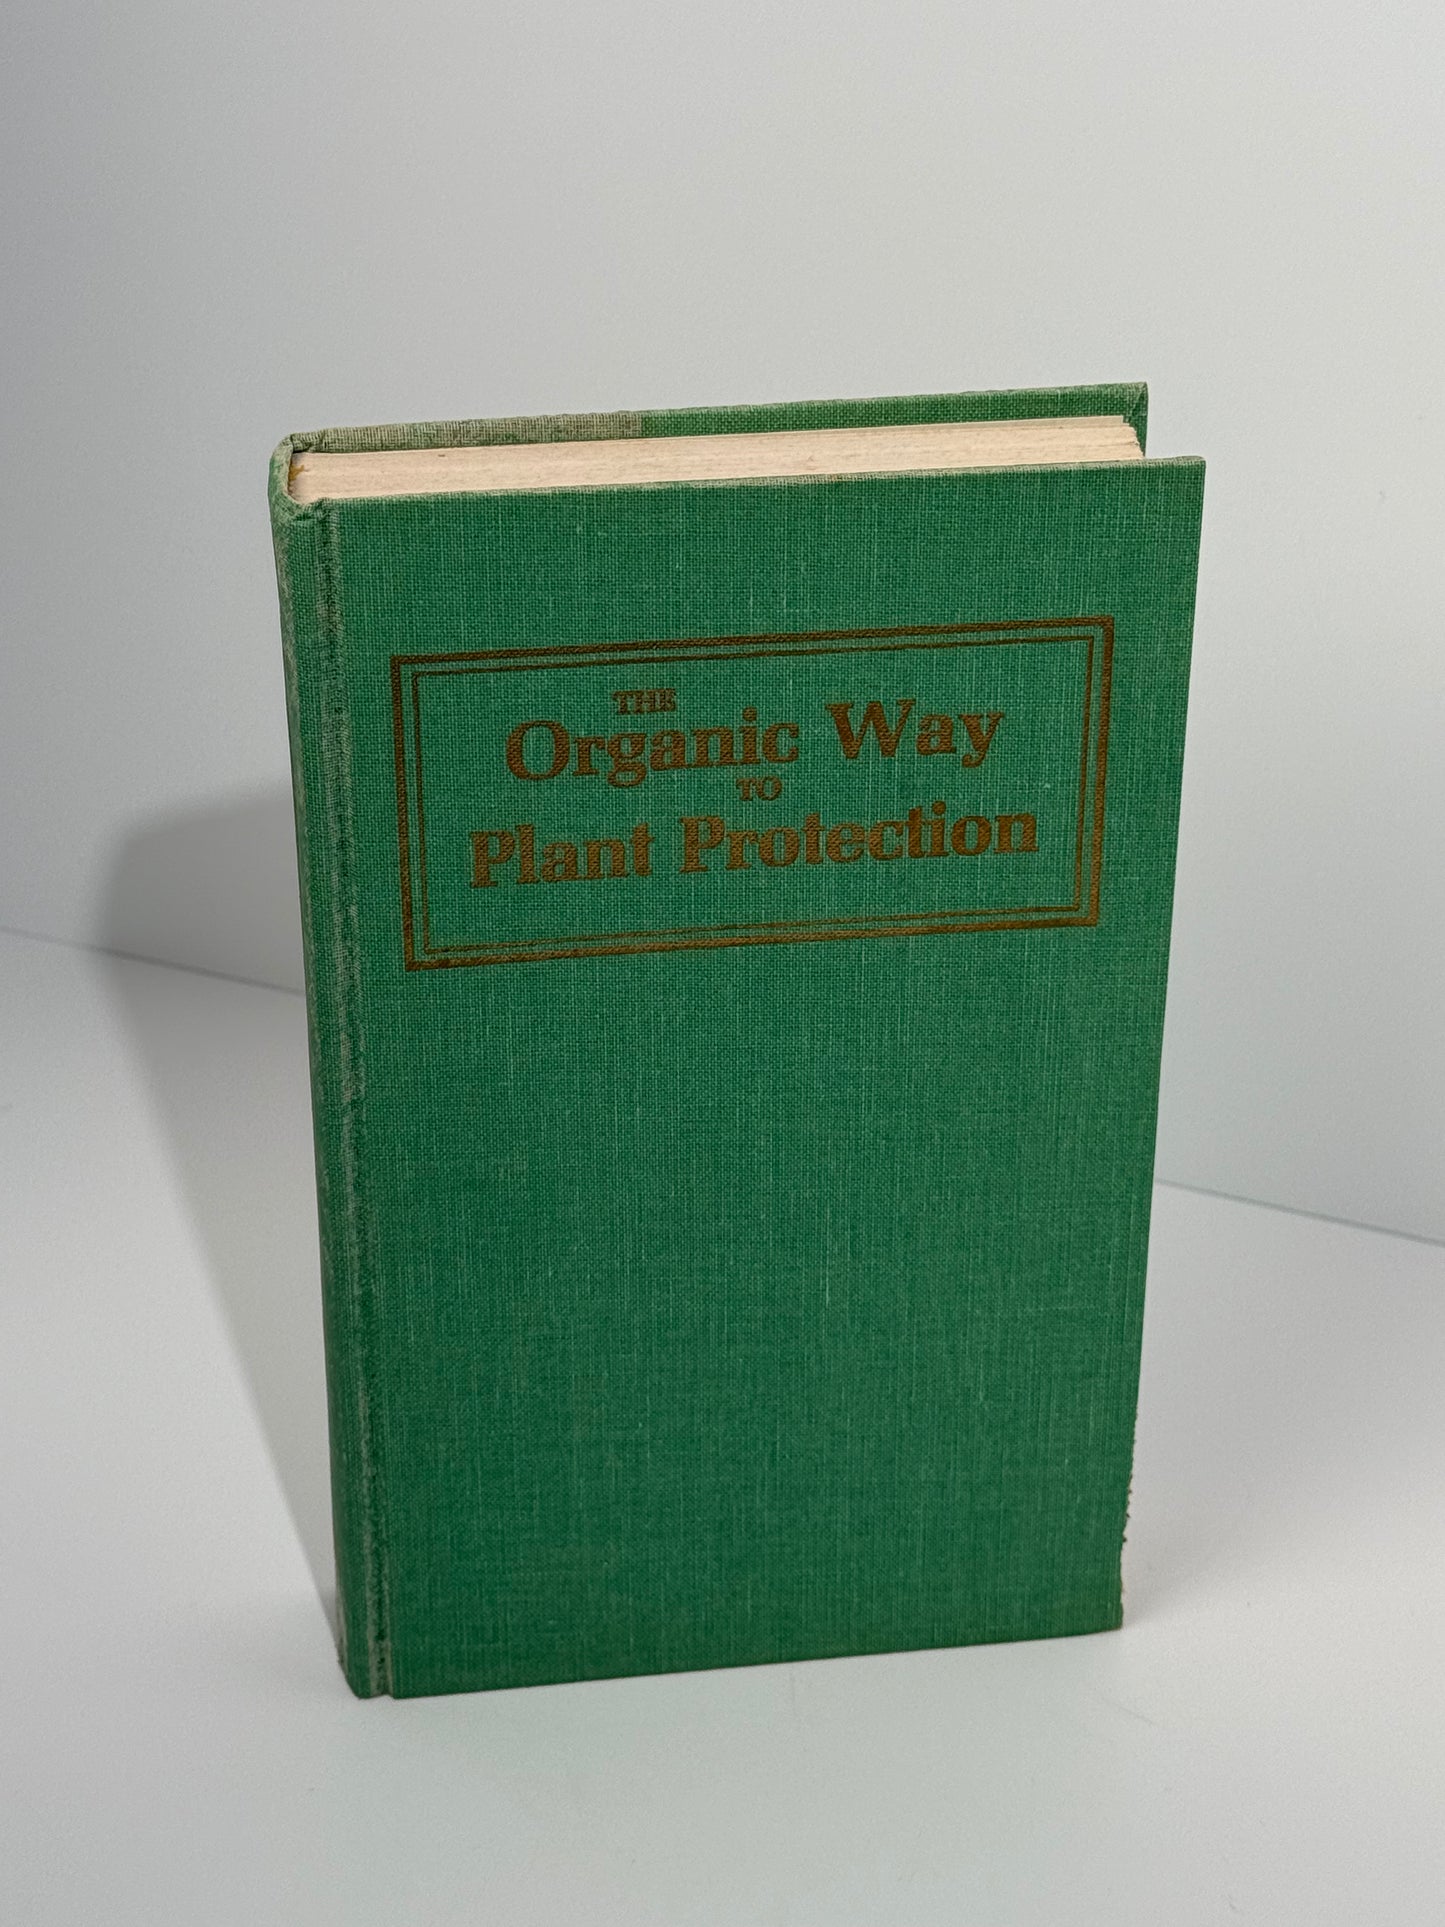 THE
Organic Way
TO
Plant Protection